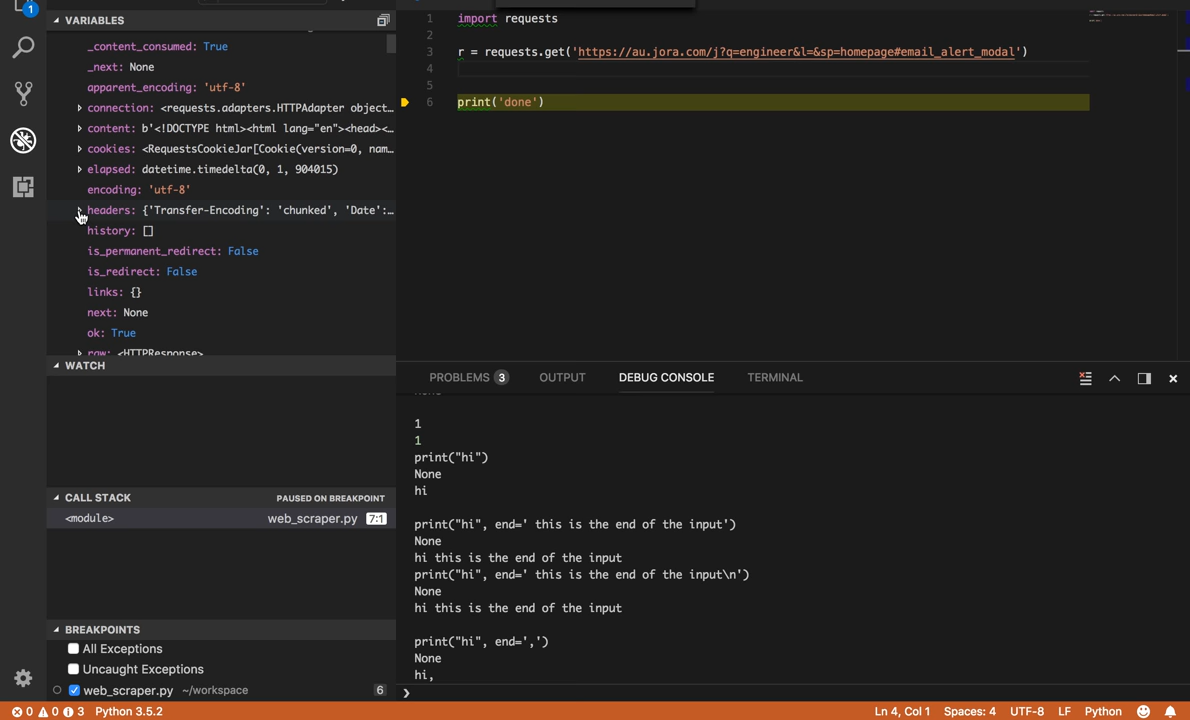 1
VARIABLES
_content_consumed: True
_next: None
apparent_encoding: 'utf-8'
connection: <requests.adapters.HTTPAdapter object…
content: b'<!DOCTYPE html><html lang="en"><head><…
cookies: <RequestsCookieJar[Cookie(version=0, nam…
elapsed: datetime.timedelta(0, 1, 904015)
encoding: 'utf-8'
headers: {'Transfer-Encoding': 'chunked', 'Date':…
history: []
is_permanent_redirect: False
is_redirect: False
links: {}
next: None
ok: True
raw: <HTTPResponse>
WATCH
CALL STACK PAUSED ON BREAKPOINT
<module> web_scraper.py 7:1
BREAKPOINTS
All Exceptions
Uncaught Exceptions
web_scraper.py ~/workspace 6
1 import requests
2
3 r = requests.get('https://au.jora.com/j?q=engineer&l=&sp=homepage#email_alert_modal')
4
5
6 print('done')
PROBLEMS 3 OUTPUT DEBUG CONSOLE TERMINAL
None
1
1
print("hi")
None
hi
print("hi", end=' this is the end of the input')
None
hi this is the end of the input
print("hi", end=' this is the end of the input\n')
None
hi this is the end of the input
print("hi", end=',')
None
hi,
0 0 3 Python 3.5.2 Ln 4, Col 1 Spaces: 4 UTF-8 LF Python